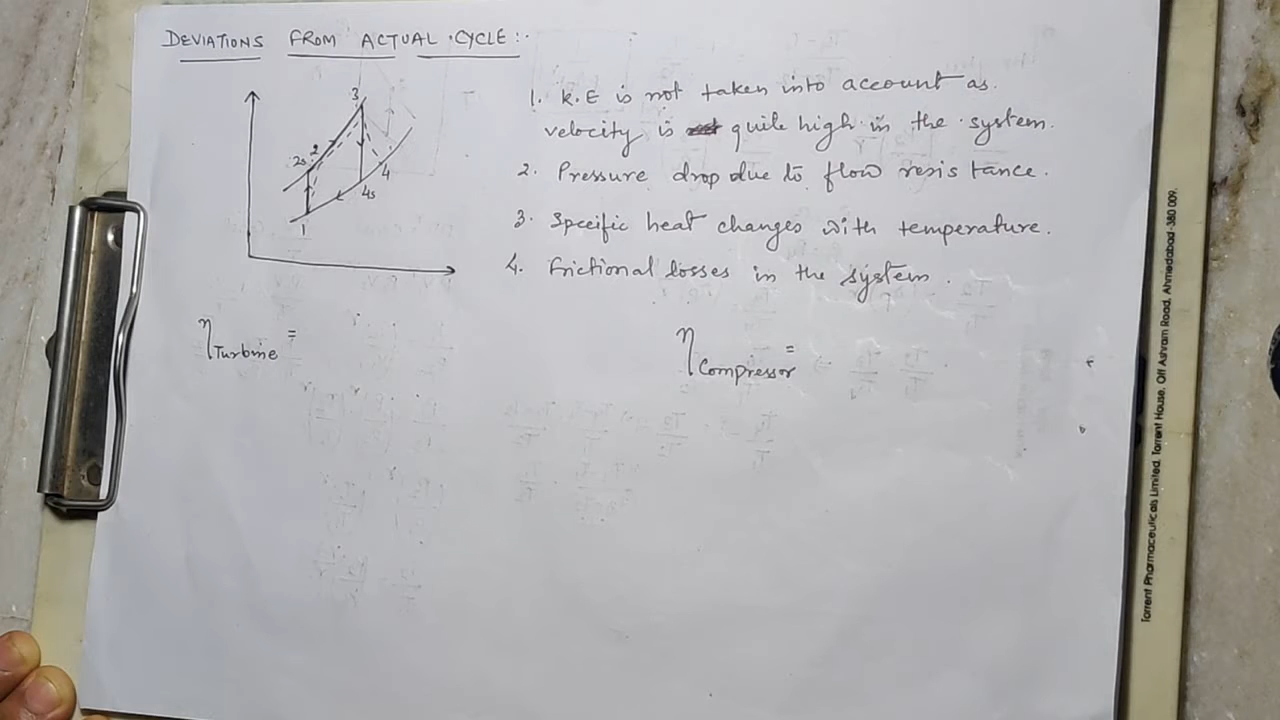 DEVIATIONS FROM ACTUAL CYCLE :-
3
2s 2
4
4s
1
1. K.E is not taken into account as
velocity is quite high in the system.
2. Pressure drop due to flow resistance.
3. Specific heat changes with temperature.
4. Frictional losses in the system.
η Turbine =
η Compressor =
Torrent Pharmaceuticals Limited, Torrent House, Off Ashram Road, Ahmedabad-380 009.